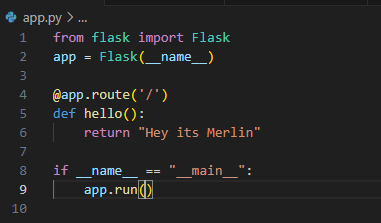 app.py > ...
1 from flask import Flask
2 app = Flask(__name__)
3
4 @app.route('/')
5 def hello():
6     return "Hey its Merlin"
7
8 if __name__ == "__main__":
9     app.run()
10